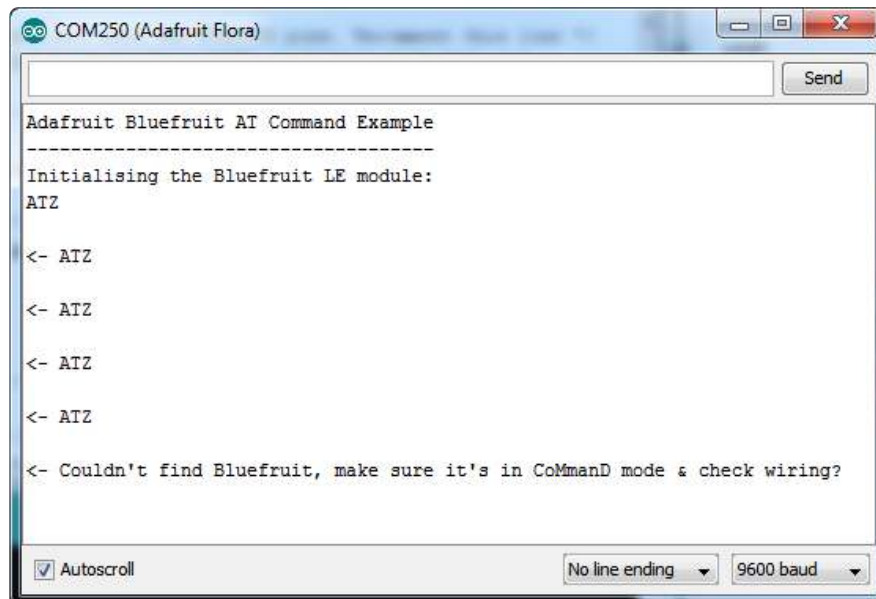 COM250 (Adafruit Flora)
Send
Adafruit Bluefruit AT Command Example
-------------------------------------
Initialising the Bluefruit LE module:
ATZ
<- ATZ
<- ATZ
<- ATZ
<- ATZ
<- Couldn't find Bluefruit, make sure it's in CoMmanD mode & check wiring?
Autoscroll
No line ending
9600 baud